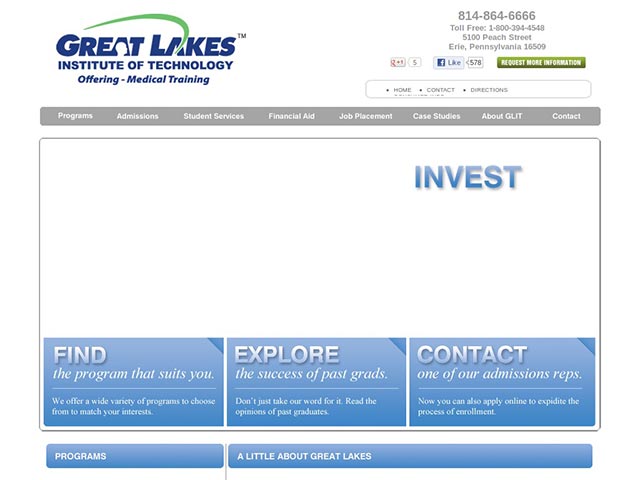 GREAT LAKES TM
INSTITUTE OF TECHNOLOGY
Offering - Medical Training
814-864-6666
Toll Free: 1-800-394-4548
5100 Peach Street
Erie, Pennsylvania 16509
g+1 5 Like 578 REQUEST MORE INFORMATION
• HOME • CONTACT • DIRECTIONS
Programs Admissions Student Services Financial Aid Job Placement Case Studies About GLIT Contact
INVEST
FIND
the program that suits you.
We offer a wide variety of programs to choose
from to match your interests.
EXPLORE
the success of past grads.
Don't just take our word for it. Read the
opinions of past graduates.
CONTACT
one of our admissions reps.
Now you can also apply online to expidite the
process of enrollment.
PROGRAMS
A LITTLE ABOUT GREAT LAKES